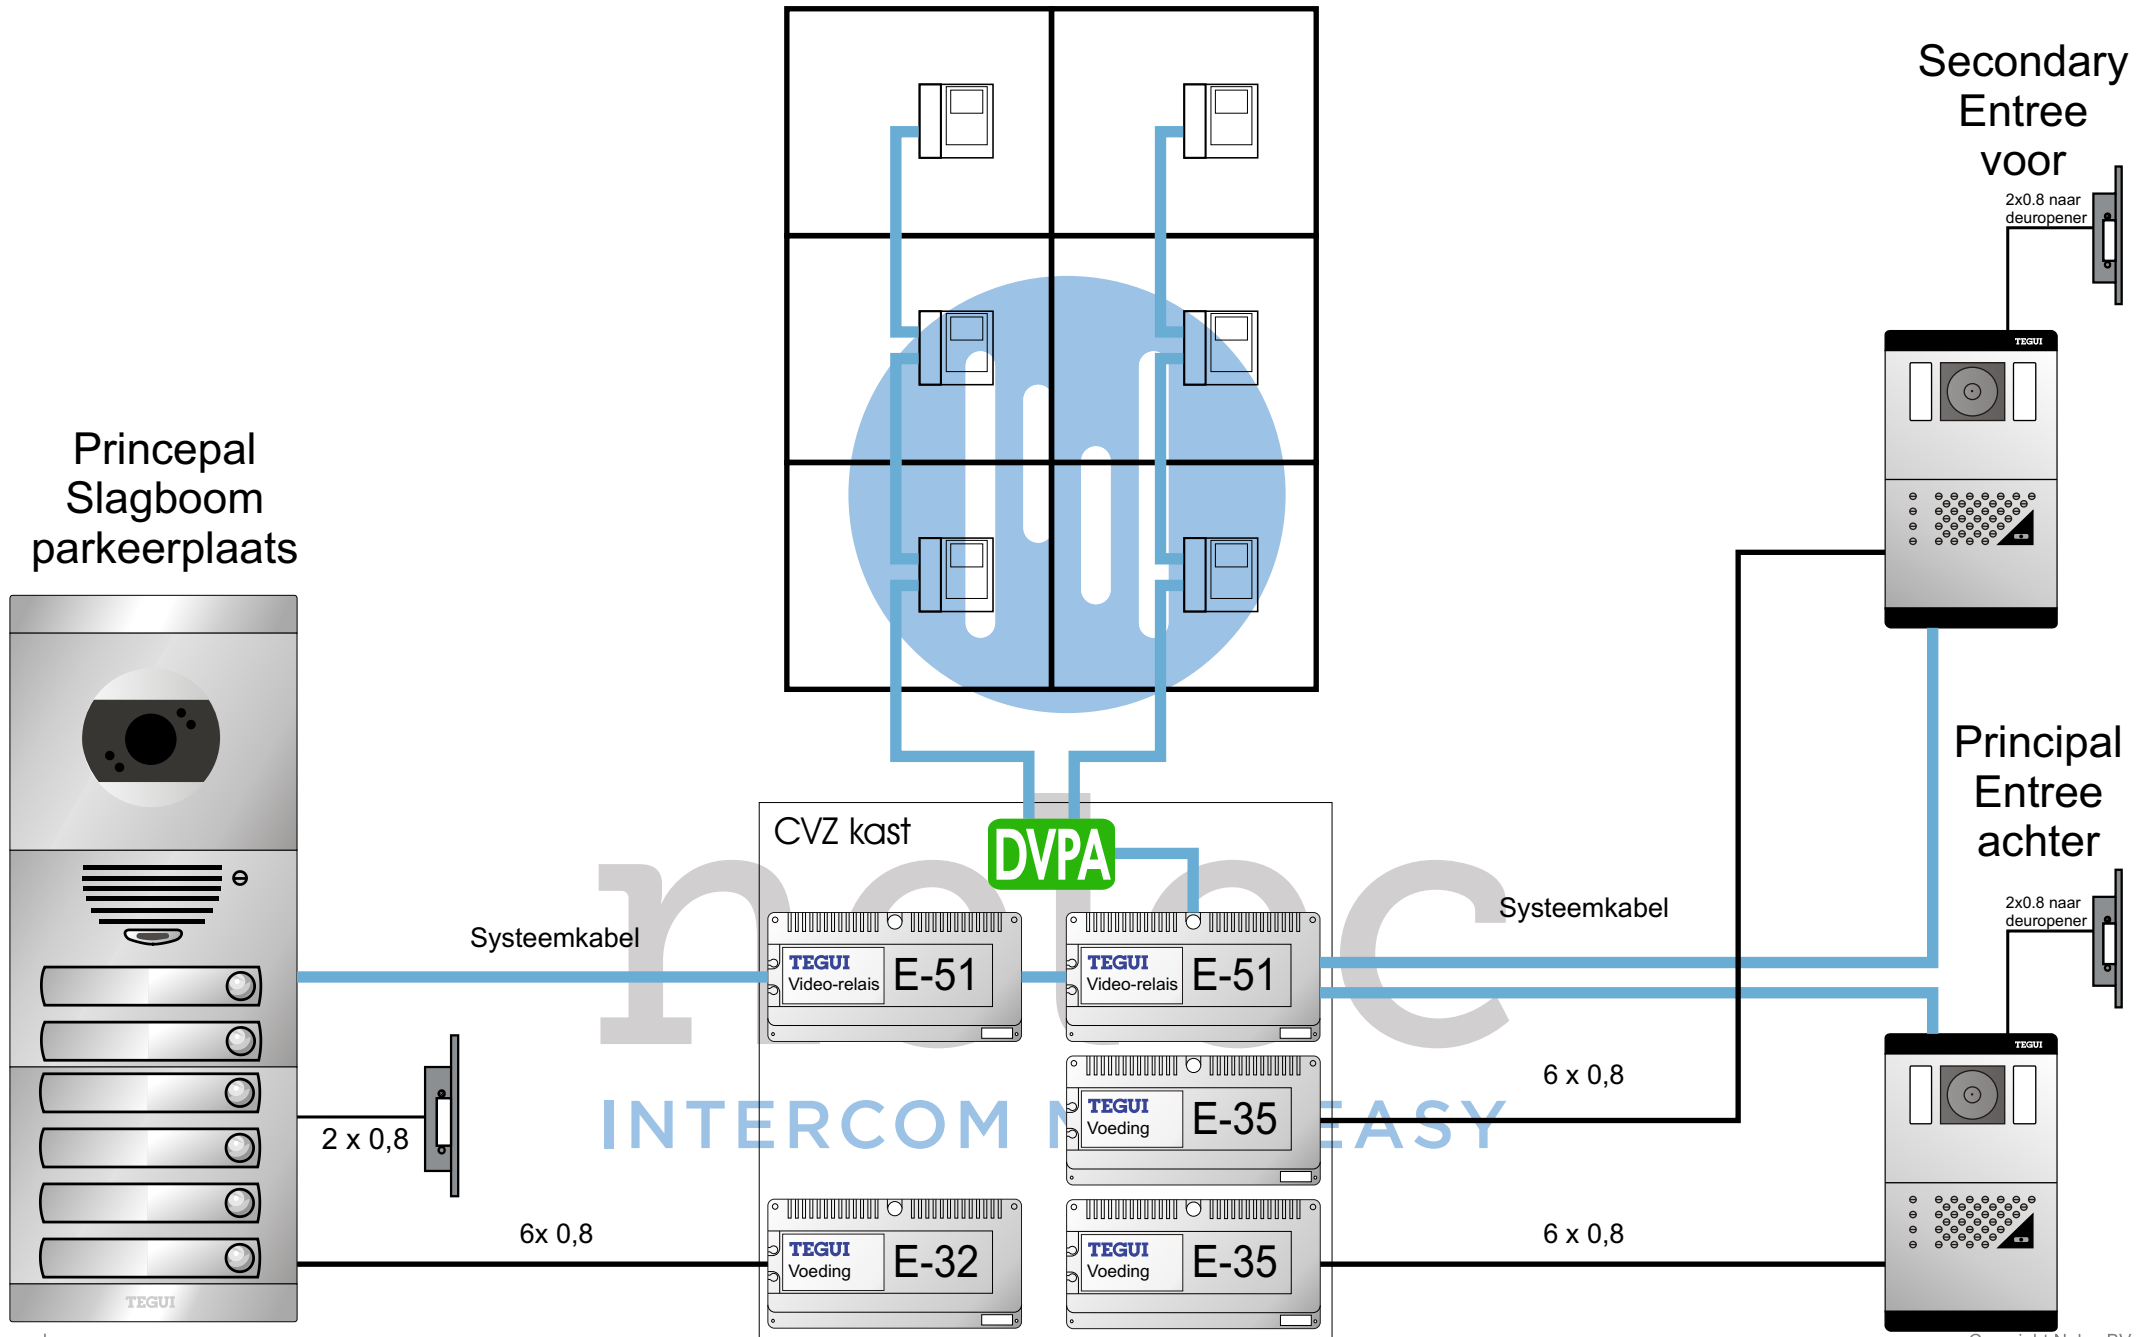 Secondary
Entree
voor
2x0.8 naar
deuropener
TEGUI
Princepal
Slagboom
parkeerplaats
Principal
Entree
achter
2x0.8 naar
deuropener
TEGUI
CVZ kast
DVPA
Systeemkabel
TEGUI
Video-relais
E-51
TEGUI
Video-relais
E-51
Systeemkabel
2 x 0,8
TEGUI
Voeding
E-35
6 x 0,8
6x 0,8
TEGUI
Voeding
E-32
TEGUI
Voeding
E-35
6 x 0,8
TEGUI
INTERCOM M EASY